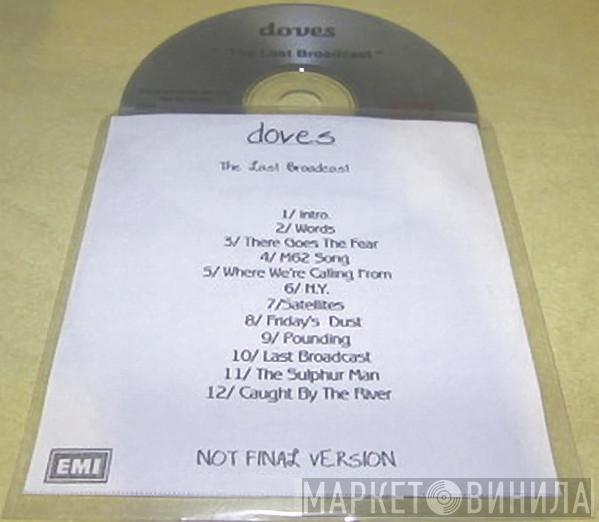 doves
" The Last Broadcast "
doves
The Last Broadcast
1/ Intro.
2/ Words
3/ There Goes The Fear
4/ M62 Song
5/ Where We're Calling From
6/ N.Y.
7/Satellites
8/ Friday's Dust
9/ Pounding
10/ Last Broadcast
11/ The Sulphur Man
12/ Caught By The River
EMI
NOT FINAL VERSION
МАРКЕТ ВИНИЛА